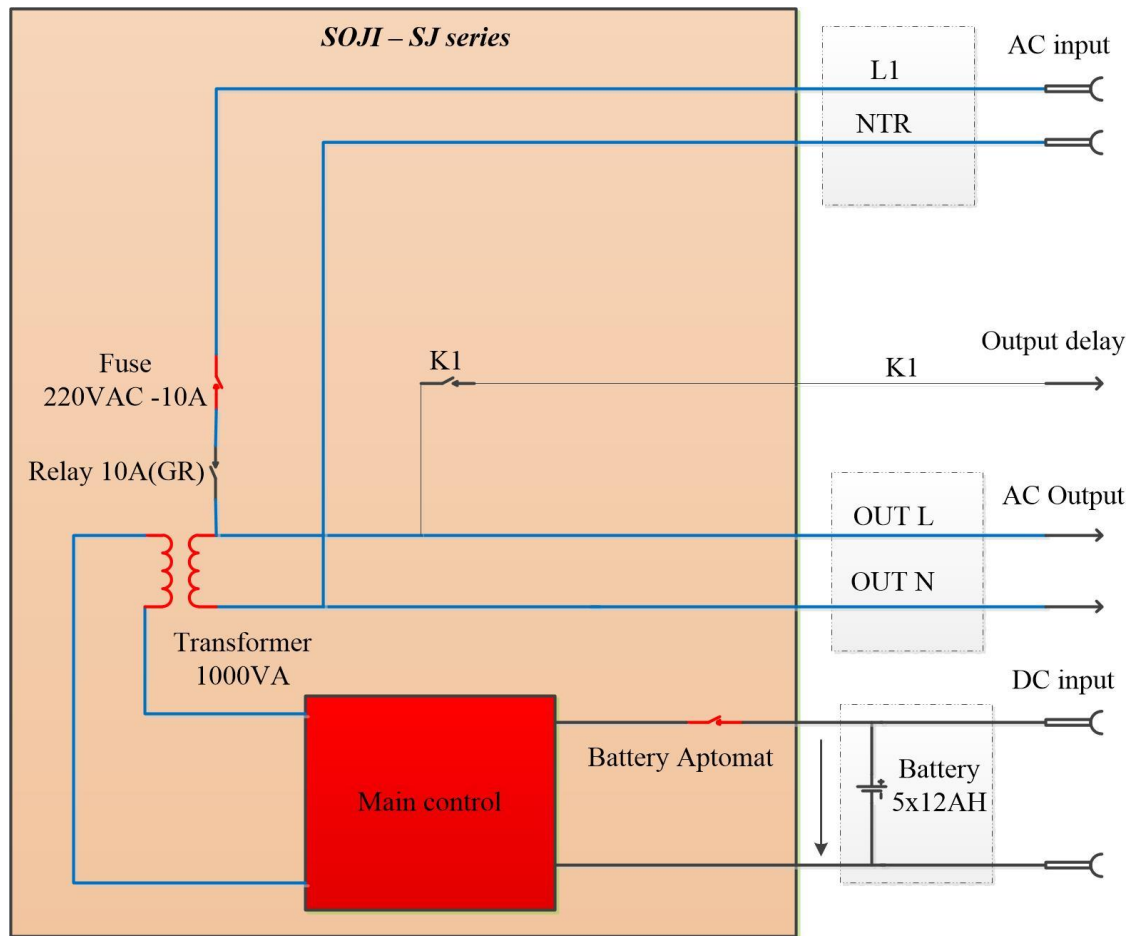 SOJI – SJ series
AC input
L1
NTR
Fuse
220VAC -10A
K1
K1
Output delay
Relay 10A(GR)
OUT L
AC Output
OUT N
Transformer
1000VA
DC input
Battery Aptomat
Battery
5x12AH
Main control